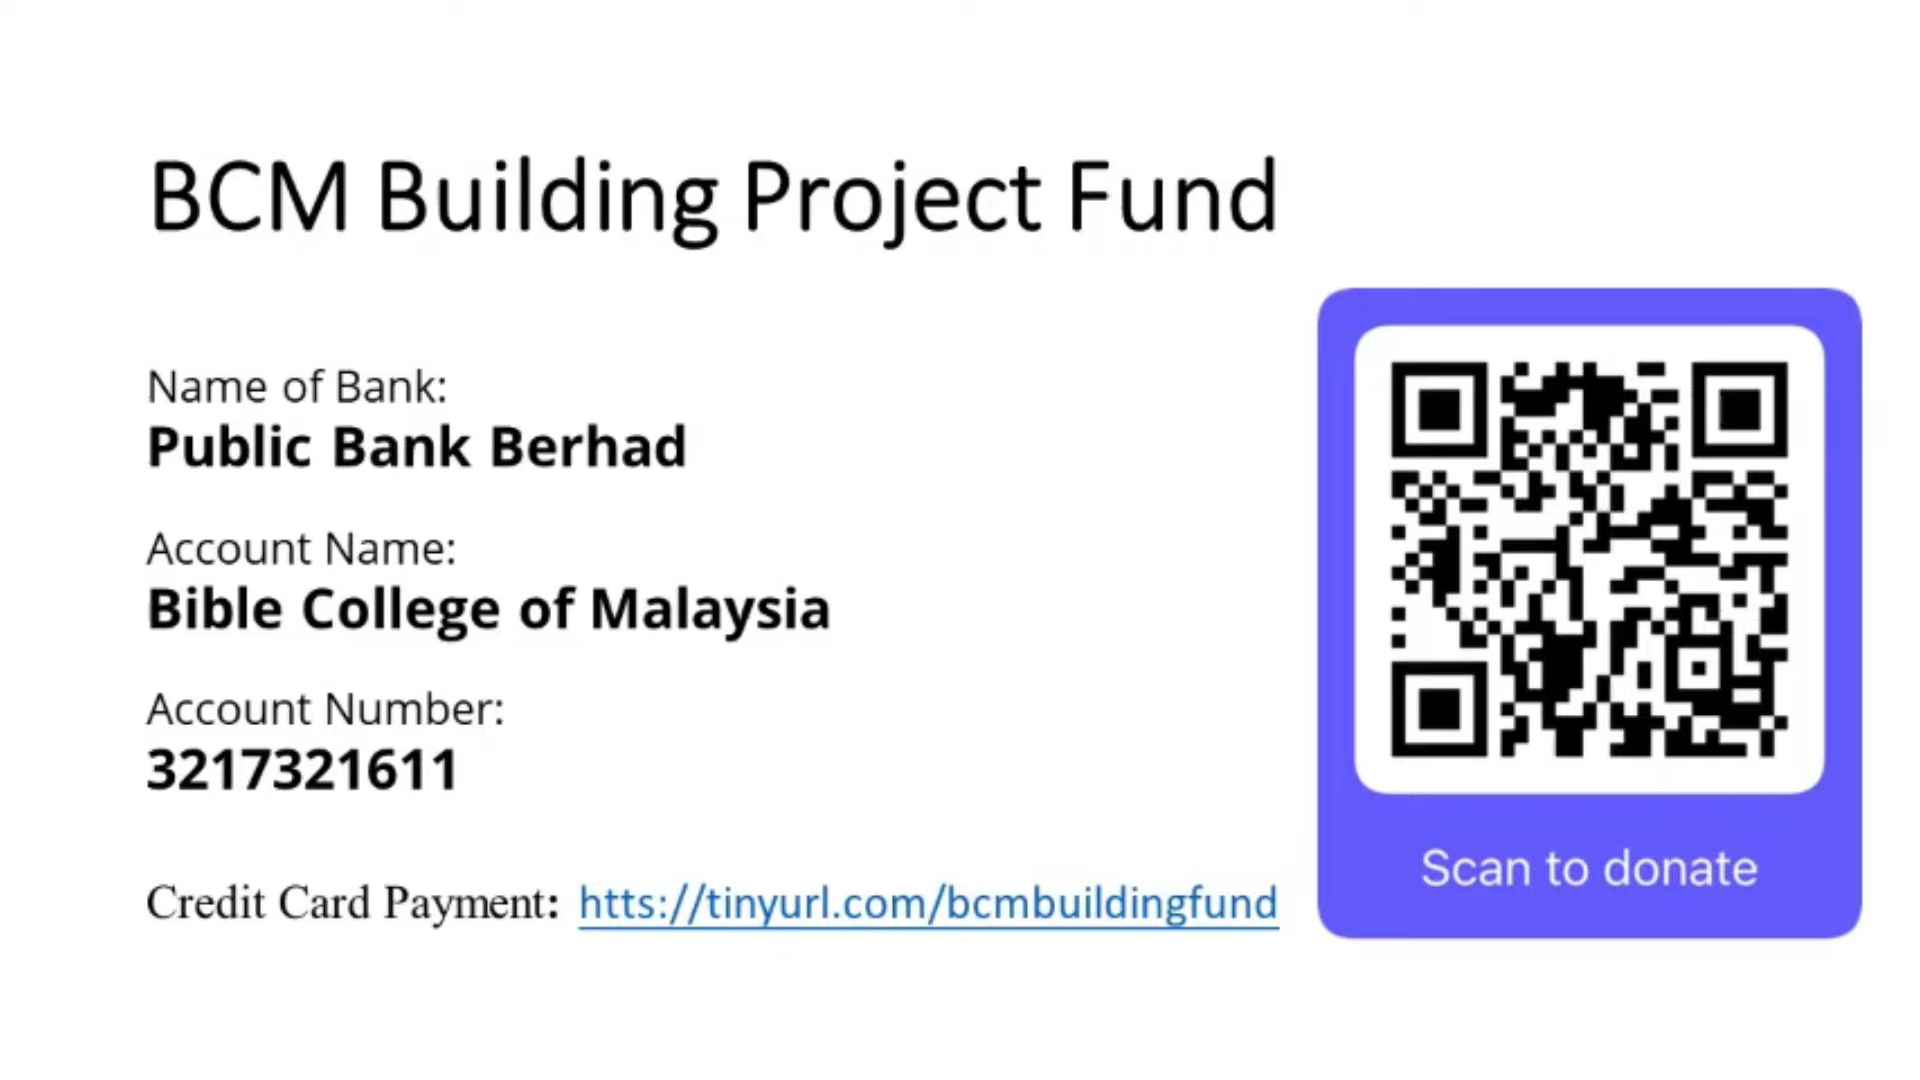 BCM Building Project Fund
Name of Bank:
Public Bank Berhad
Account Name:
Bible College of Malaysia
Account Number:
3217321611
Credit Card Payment: htts://tinyurl.com/bcmbuildingfund
Scan to donate